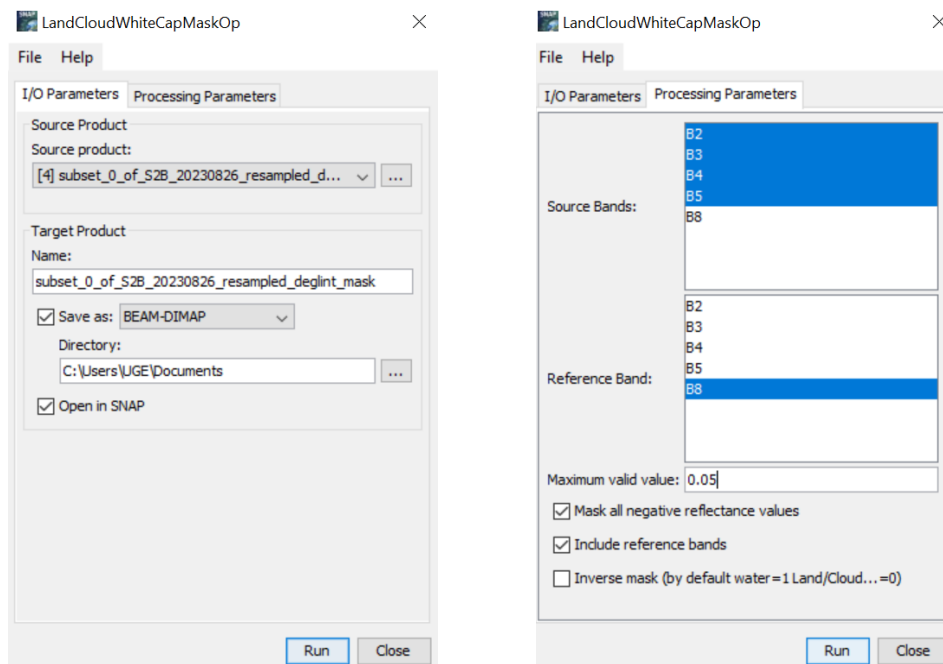 LandCloudWhiteCapMaskOp
File Help
I/O Parameters Processing Parameters
Source Product
Source product:
[4] subset_0_of_S2B_20230826_resampled_d... ...
Target Product
Name:
subset_0_of_S2B_20230826_resampled_deglint_mask
Save as: BEAM-DIMAP
Directory:
C:\Users\UGE\Documents ...
Open in SNAP
Run Close
LandCloudWhiteCapMaskOp
File Help
I/O Parameters Processing Parameters
Source Bands:
B2
B3
B4
B5
B8
Reference Band:
B2
B3
B4
B5
B8
Maximum valid value: 0.05
Mask all negative reflectance values
Include reference bands
Inverse mask (by default water=1 Land/Cloud...=0)
Run Close